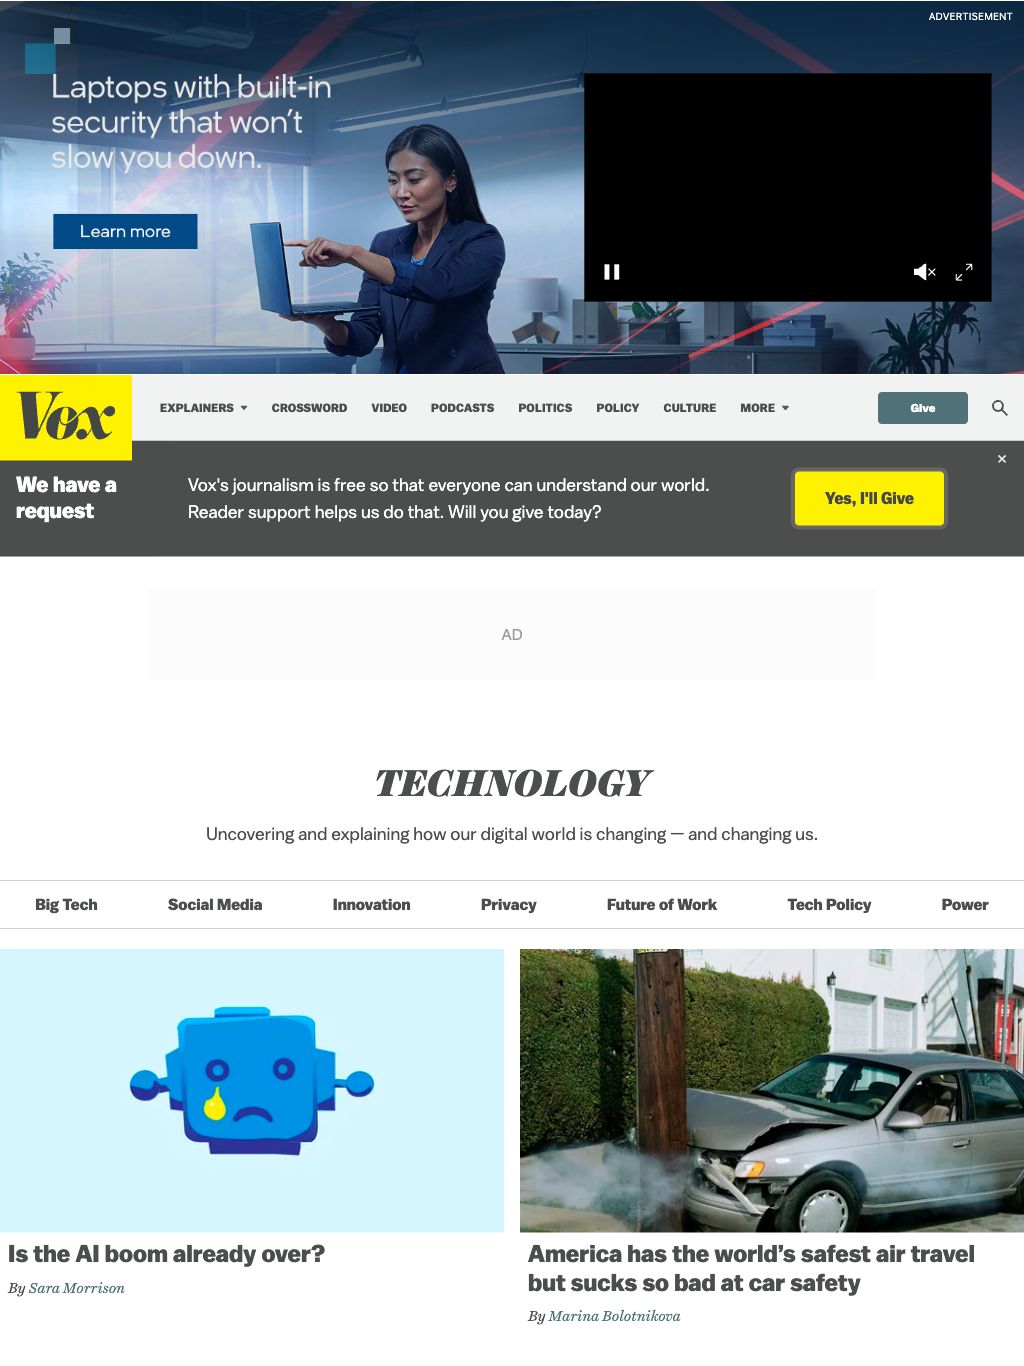 ADVERTISEMENT
Laptops with built-in
security that won't
slow you down.
Learn more
Vox
EXPLAINERS
CROSSWORD
VIDEO
PODCASTS
POLITICS
POLICY
CULTURE
MORE
Give
We have a
request
Vox's journalism is free so that everyone can understand our world.
Reader support helps us do that. Will you give today?
Yes, I'll Give
AD
TECHNOLOGY
Uncovering and explaining how our digital world is changing — and changing us.
Big Tech
Social Media
Innovation
Privacy
Future of Work
Tech Policy
Power
Is the AI boom already over?
By Sara Morrison
America has the world’s safest air travel
but sucks so bad at car safety
By Marina Bolotnikova